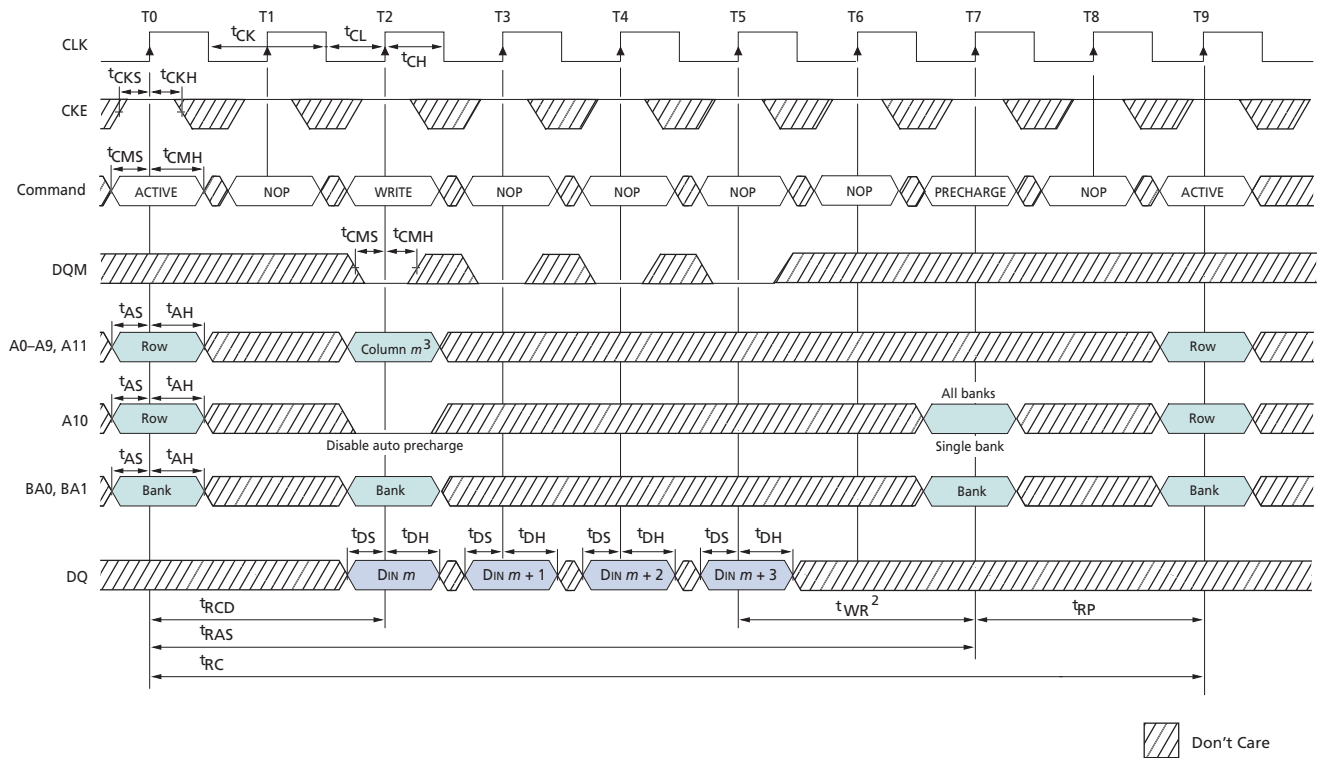 T0 T1 T2 T3 T4 T5 T6 T7 T8 T9
CLK
tCK tCL
tCH
tCKS tCKH
CKE
tCMS tCMH
Command
ACTIVE NOP WRITE NOP NOP NOP NOP PRECHARGE NOP ACTIVE
tCMS tCMH
DQM
tAS tAH
A0–A9, A11
Row Column m3 Row
tAS tAH
All banks
A10
Row Row
Disable auto precharge
Single bank
tAS tAH
BA0, BA1
Bank Bank Bank Bank
tDS tDH tDS tDH tDS tDH tDS tDH
DQ
DIN m DIN m + 1 DIN m + 2 DIN m + 3
tRCD tWR2 tRP
tRAS
tRC
Don't Care